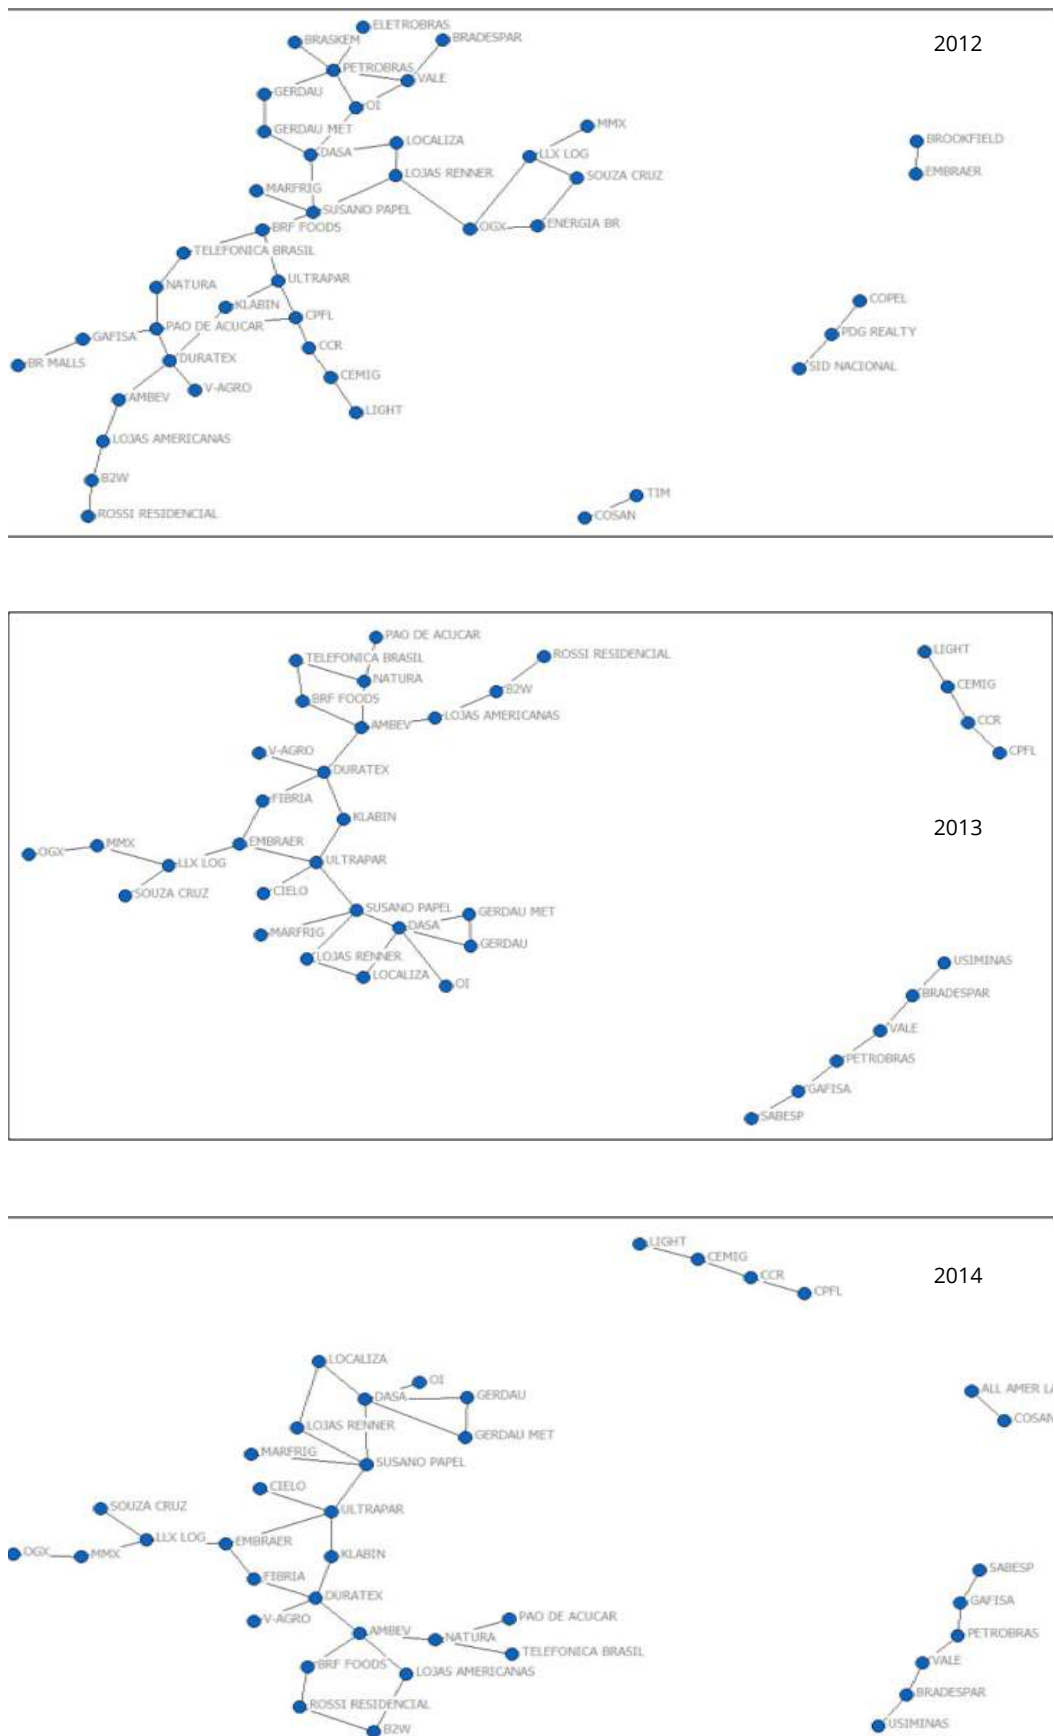 ELETROBRAS
BRASKEM
BRADESPAR
2012
PETROBRAS
VALE
GERDAU
OI
MMX
GERDAU MET
LOCALIZA
BROOKFIELD
DASA
LLX LOG
LOJAS RENNER
SOUZA CRUZ
EMBRAER
MARFRIG
SUSANO PAPEL
OGX
ENERGIA BR
BRF FOODS
TELEFONICA BRASIL
NATURA
ULTRAPAR
COPEL
KLABIN
CPFL
PAO DE ACUCAR
GAFISA
PDG REALTY
CCR
BR MALLS
DURATEX
SID NACIONAL
CEMIG
V-AGRO
AMBEV
LIGHT
LOJAS AMERICANAS
B2W
TIM
ROSSI RESIDENCIAL
COSAN
PAO DE ACUCAR
LIGHT
TELEFONICA BRASIL
ROSSI RESIDENCIAL
NATURA
CEMIG
B2W
BRF FOODS
LOJAS AMERICANAS
CCR
AMBEV
V-AGRO
CPFL
DURATEX
FIBRIA
KLABIN
2013
EMBRAER
OGX
MMX
LLX LOG
ULTRAPAR
SOUZA CRUZ
CIELO
SUSANO PAPEL
GERDAU MET
DASA
MARFRIG
GERDAU
LOJAS RENNER
USIMINAS
LOCALIZA
OI
BRADESPAR
VALE
PETROBRAS
GAFISA
SABESP
LIGHT
CEMIG
CCR
2014
CPFL
LOCALIZA
OI
ALL AMER LA
DASA
GERDAU
COSAN
LOJAS RENNER
GERDAU MET
MARFRIG
SUSANO PAPEL
CIELO
SOUZA CRUZ
ULTRAPAR
LLX LOG
EMBRAER
OGX
MMX
KLABIN
SABESP
FIBRIA
DURATEX
GAFISA
V-AGRO
PAO DE ACUCAR
AMBEV
NATURA
PETROBRAS
TELEFONICA BRASIL
VALE
BRF FOODS
LOJAS AMERICANAS
BRADESPAR
ROSSI RESIDENCIAL
USIMINAS
B2W